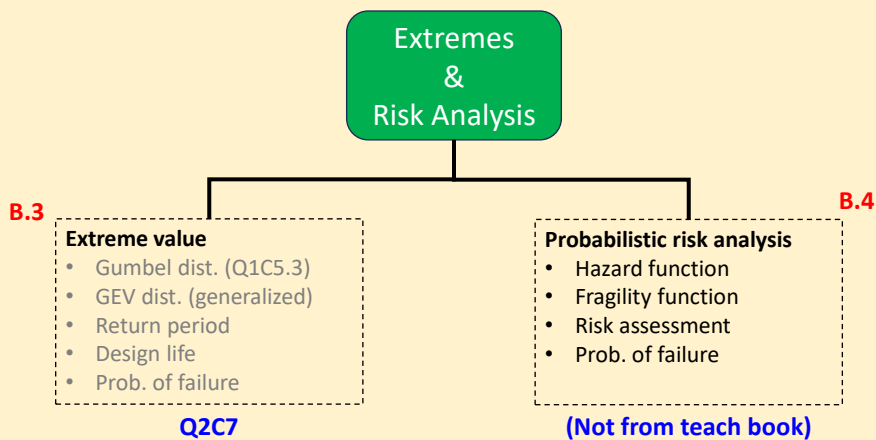 Extremes
&
Risk Analysis
B.3
Extreme value
• Gumbel dist. (Q1C5.3)
• GEV dist. (generalized)
• Return period
• Design life
• Prob. of failure
Q2C7
B.4
Probabilistic risk analysis
• Hazard function
• Fragility function
• Risk assessment
• Prob. of failure
(Not from teach book)